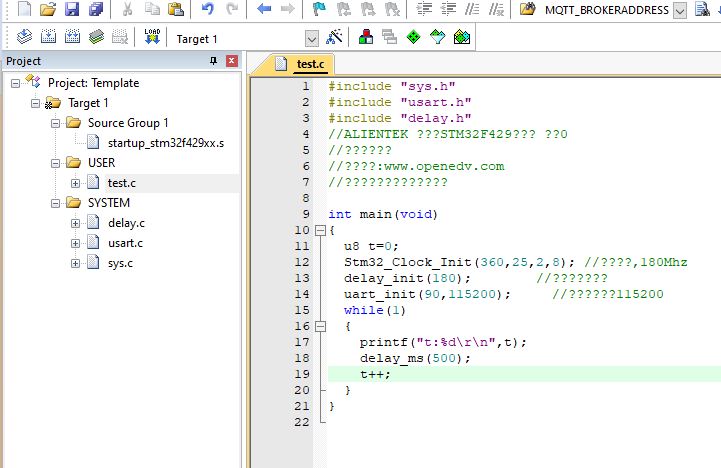 MQTT_BROKERADDRESS
LOAD
Target 1
Project
test.c
Project: Template
Target 1
Source Group 1
startup_stm32f429xx.s
USER
test.c
SYSTEM
delay.c
usart.c
sys.c
1 #include "sys.h"
2 #include "usart.h"
3 #include "delay.h"
4 //ALIENTEK ???STM32F429??? ??0
5 //??????
6 //????:www.openedv.com
7 //?????????????
8
9 int main(void)
10 {
11 u8 t=0;
12 Stm32_Clock_Init(360,25,2,8); //????,180Mhz
13 delay_init(180); //???????
14 uart_init(90,115200); //??????115200
15 while(1)
16 {
17 printf("t:%d\r\n",t);
18 delay_ms(500);
19 t++;
20 }
21 }
22